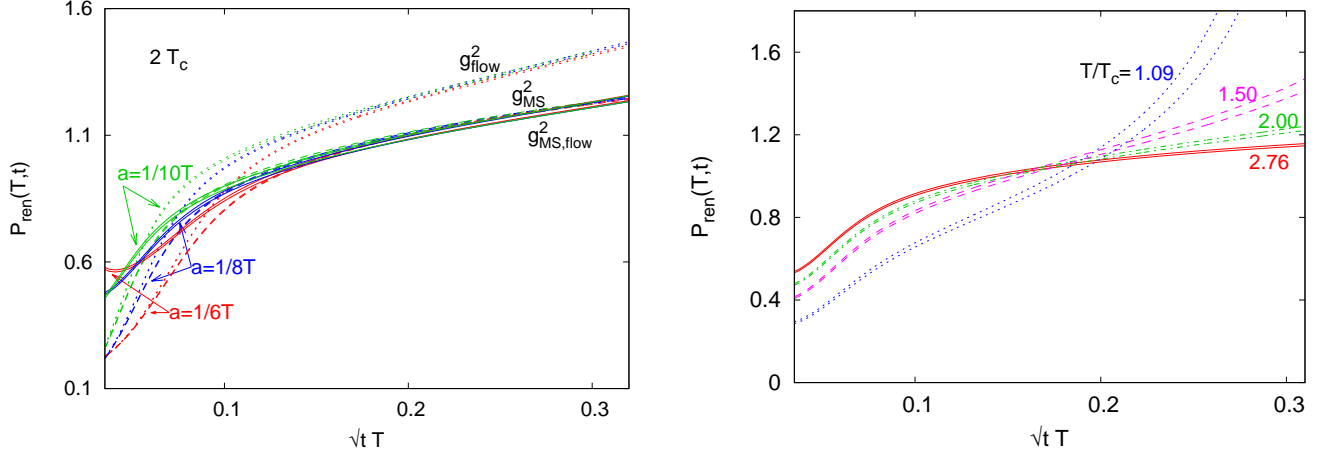 1.6
1.1
0.6
0.1
P_ren(T,t)
2 T_c
g²_flow
g²_MS
g²_MS,flow
a=1/10T
a=1/8T
a=1/6T
0.1 0.2 0.3
√t T
1.6
1.2
0.8
0.4
0
P_ren(T,t)
T/T_c= 1.09
1.50
2.00
2.76
0.1 0.2 0.3
√t T